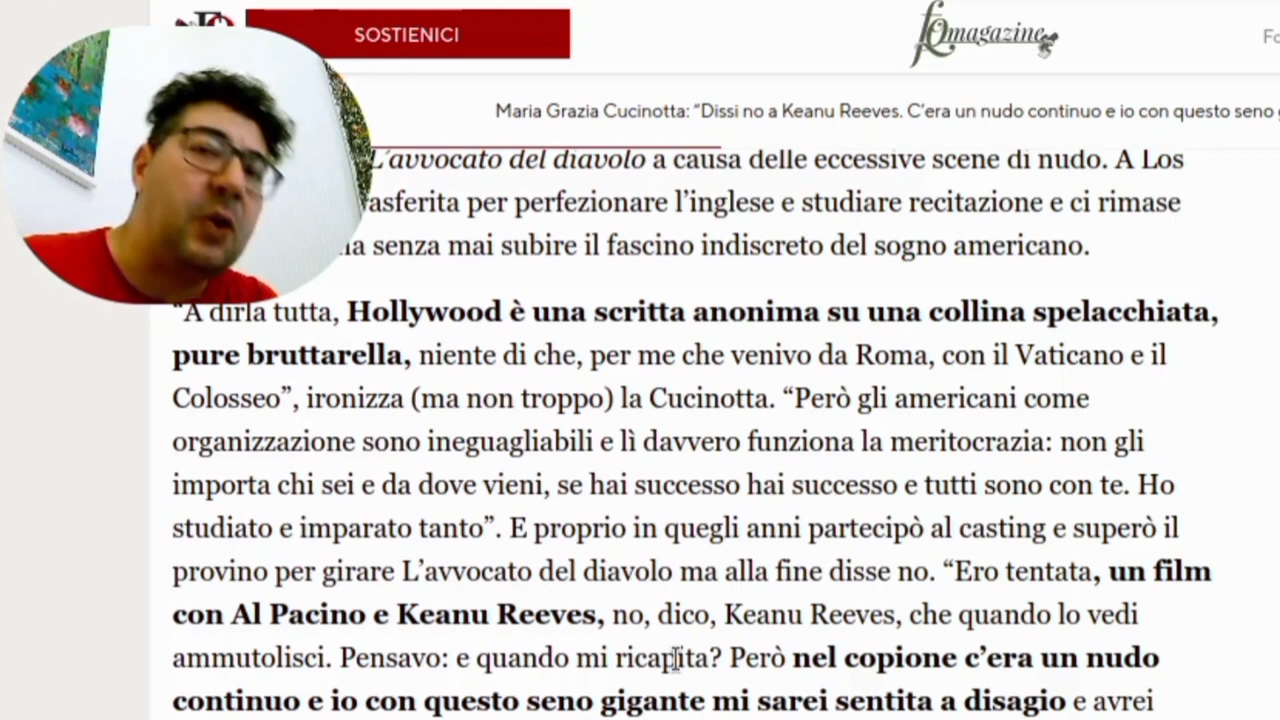 SOSTIENICI
fQmagazine
Maria Grazia Cucinotta: “Dissi no a Keanu Reeves. C’era un nudo continuo e io con questo seno
L’avvocato del diavolo a causa delle eccessive scene di nudo. A Los
asferita per perfezionare l’inglese e studiare recitazione e ci rimase
senza mai subire il fascino indiscreto del sogno americano.
“A dirla tutta, Hollywood è una scritta anonima su una collina spelacchiata,
pure bruttarella, niente di che, per me che venivo da Roma, con il Vaticano e il
Colosseo”, ironizza (ma non troppo) la Cucinotta. “Però gli americani come
organizzazione sono ineguagliabili e lì davvero funziona la meritocrazia: non gli
importa chi sei e da dove vieni, se hai successo hai successo e tutti sono con te. Ho
studiato e imparato tanto”. E proprio in quegli anni partecipò al casting e superò il
provino per girare L’avvocato del diavolo ma alla fine disse no. “Ero tentata, un film
con Al Pacino e Keanu Reeves, no, dico, Keanu Reeves, che quando lo vedi
ammutolisci. Pensavo: e quando mi ricapita? Però nel copione c’era un nudo
continuo e io con questo seno gigante mi sarei sentita a disagio e avrei